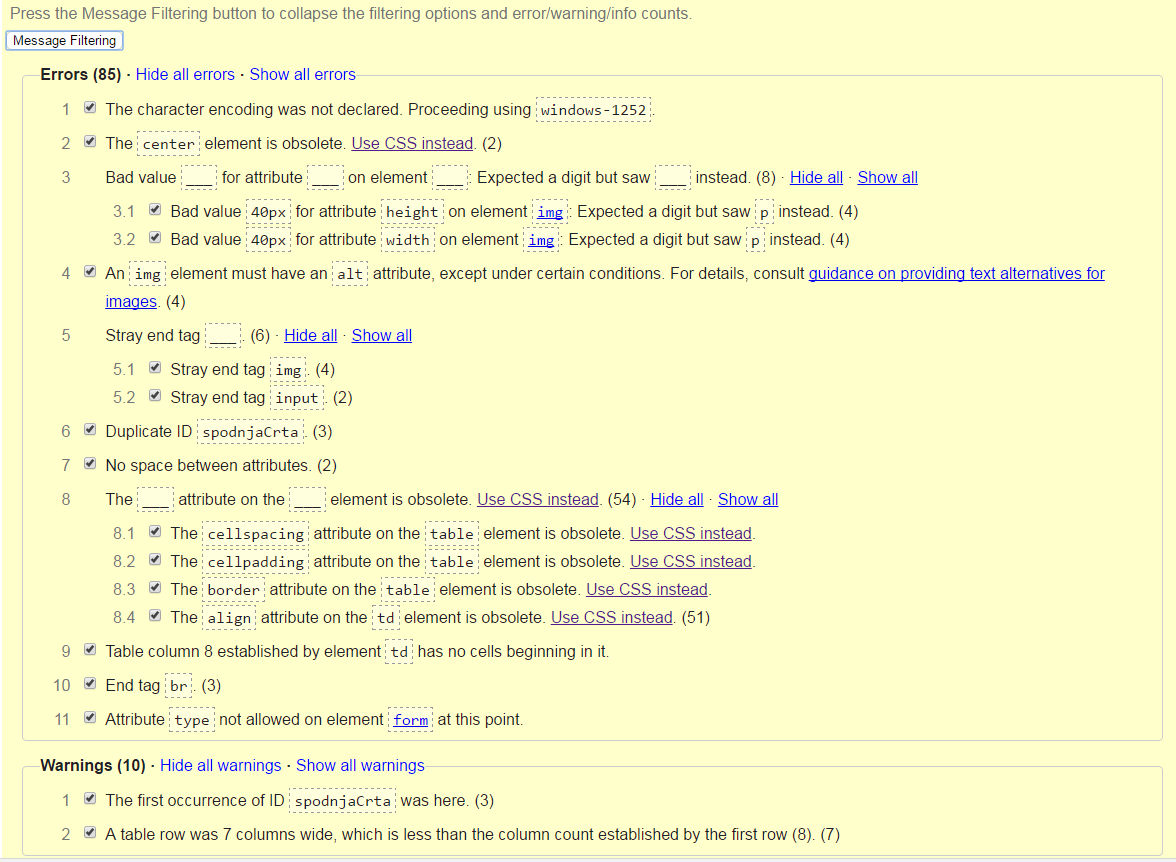 Press the Message Filtering button to collapse the filtering options and error/warning/info counts.
Message Filtering
Errors (85) · Hide all errors · Show all errors
1 The character encoding was not declared. Proceeding using windows-1252.
2 The center element is obsolete. Use CSS instead. (2)
3 Bad value ___ for attribute ___ on element ___: Expected a digit but saw ___ instead. (8) · Hide all · Show all
3.1 Bad value 40px for attribute height on element img: Expected a digit but saw p instead. (4)
3.2 Bad value 40px for attribute width on element img: Expected a digit but saw p instead. (4)
4 An img element must have an alt attribute, except under certain conditions. For details, consult guidance on providing text alternatives for
images. (4)
5 Stray end tag ___. (6) · Hide all · Show all
5.1 Stray end tag img. (4)
5.2 Stray end tag input. (2)
6 Duplicate ID spodnjaCrta. (3)
7 No space between attributes. (2)
8 The ___ attribute on the ___ element is obsolete. Use CSS instead. (54) · Hide all · Show all
8.1 The cellspacing attribute on the table element is obsolete. Use CSS instead.
8.2 The cellpadding attribute on the table element is obsolete. Use CSS instead.
8.3 The border attribute on the table element is obsolete. Use CSS instead.
8.4 The align attribute on the td element is obsolete. Use CSS instead. (51)
9 Table column 8 established by element td has no cells beginning in it.
10 End tag br. (3)
11 Attribute type not allowed on element form at this point.
Warnings (10) · Hide all warnings · Show all warnings
1 The first occurrence of ID spodnjaCrta was here. (3)
2 A table row was 7 columns wide, which is less than the column count established by the first row (8). (7)